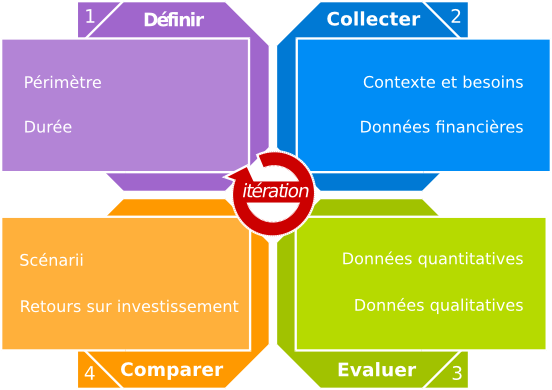 1
Définir
Périmètre
Durée
Collecter
2
Contexte et besoins
Données financières
itération
Scénarii
Retours sur investissement
4
Comparer
Données quantitatives
Données qualitatives
Evaluer
3